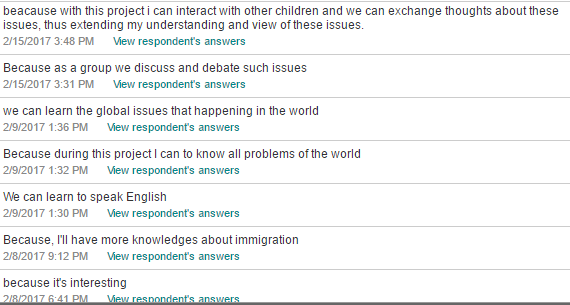 beacause with this project i can interact with other children and we can exchange thoughts about these
issues, thus extending my understanding and view of these issues.
2/15/2017 3:48 PM View respondent's answers
Because as a group we discuss and debate such issues
2/15/2017 3:31 PM View respondent's answers
we can learn the global issues that happening in the world
2/9/2017 1:36 PM View respondent's answers
Because during this project I can to know all problems of the world
2/9/2017 1:32 PM View respondent's answers
We can learn to speak English
2/9/2017 1:30 PM View respondent's answers
Because, I'll have more knowledges about immigration
2/8/2017 9:12 PM View respondent's answers
because it's interesting
2/8/2017 6:41 PM View respondent's answers